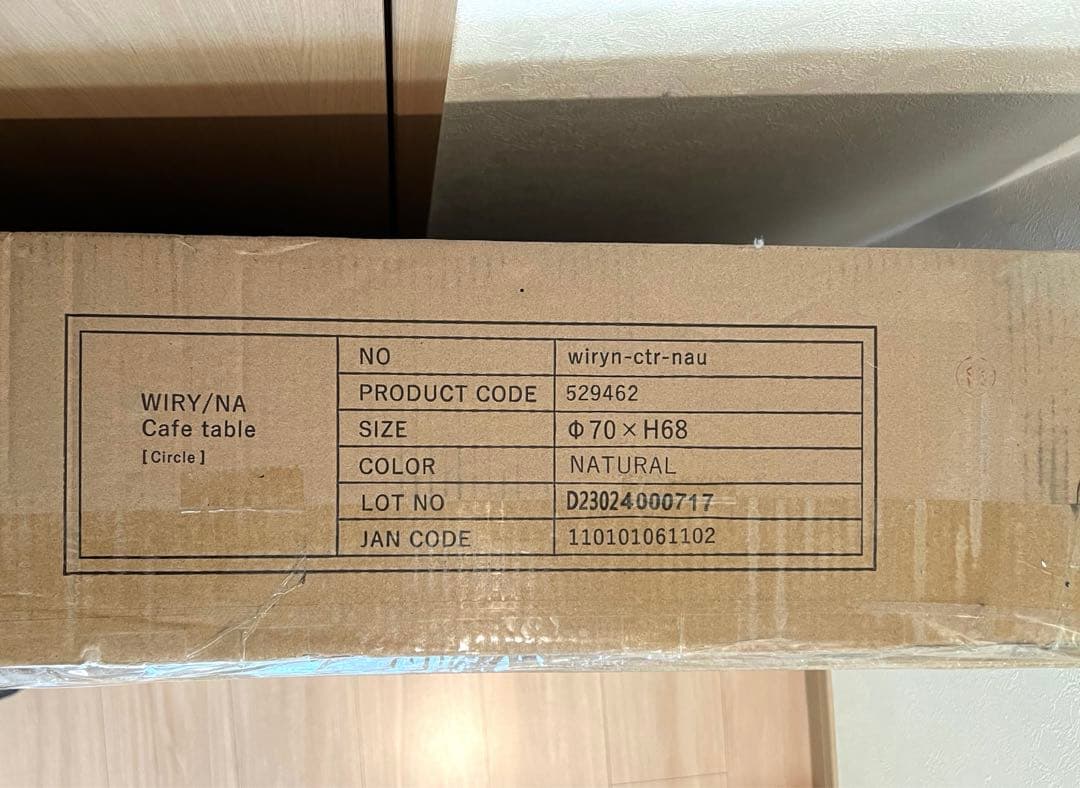 WIRY/NA
Cafe table
[Circle]
NO wiryn-ctr-nau
PRODUCT CODE 529462
SIZE Φ70×H68
COLOR NATURAL
LOT NO D23024000717
JAN CODE 110101061102